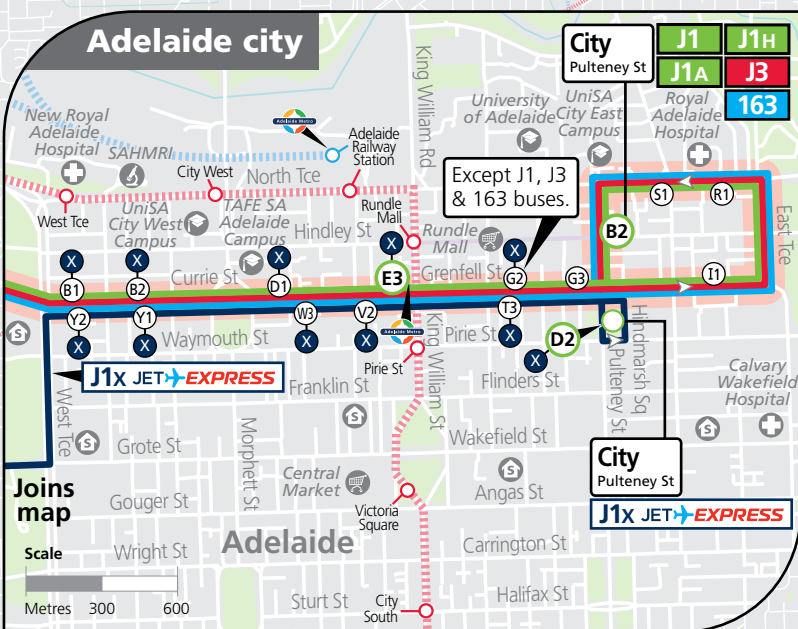 Adelaide city
City
Pulteney St
J1
J1H
J1A
J3
163
King William Rd
New Royal
Adelaide
Hospital
SAHMRI
Adelaide Metro
Adelaide
Railway
Station
University
of Adelaide
UniSA
City East
Campus
Royal
Adelaide
Hospital
City West
North Tce
West Tce
Except J1, J3
& 163 buses.
S1
R1
UniSA
City West
Campus
TAFE SA
Adelaide
Campus
Hindley St
Rundle
Mall
Rundle
Mall
B2
East Tce
X
X
X
X
X
Currie St
B1
B2
D1
E3
Grenfell St
G2
G3
I1
Y2
Y1
W3
V2
T3
Adelaide Metro
X
X
X
X
X
X
Waymouth St
Pirie St
Pirie St
D2
Hindmarsh Sq
Pulteney St
King William St
J1X JET EXPRESS
Franklin St
Flinders St
Calvary
Wakefield
Hospital
West Tce
S
S
S
S
S
Grote St
Morphett St
Wakefield St
City
Pulteney St
J1X JET EXPRESS
Joins
map
Central
Market
Gouger St
Angas St
Victoria
Square
Scale
Wright St
Adelaide
Carrington St
Metres 300 600
Sturt St
City
South
Halifax St